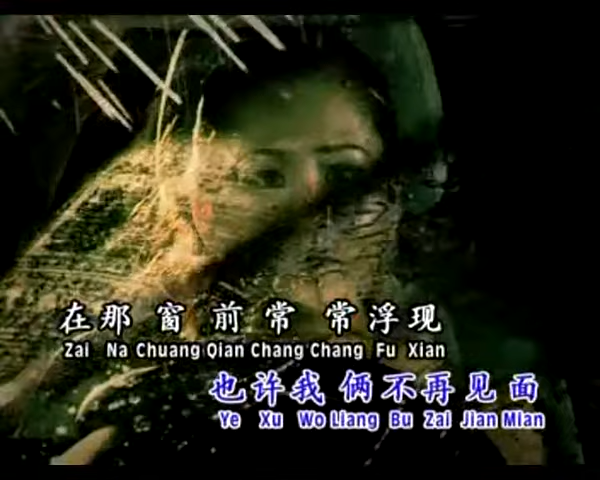 在那 窗 前 常 常 浮现
Zai Na Chuang Qian Chang Chang Fu Xian
也许我 俩 不再见面
Ye Xu Wo Liang Bu Zai Jian Mian